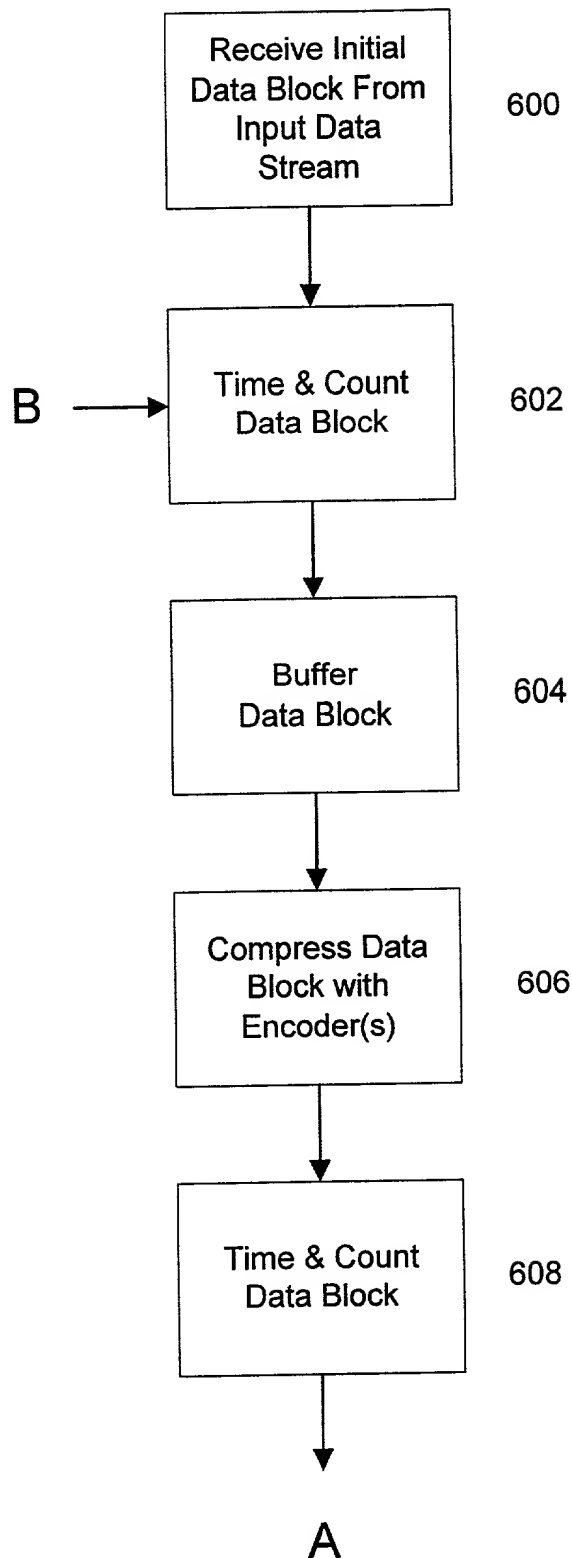 Receive Initial
Data Block From
Input Data
Stream
600
B
Time & Count
Data Block
602
Buffer
Data Block
604
Compress Data
Block with
Encoder(s)
606
Time & Count
Data Block
608
A